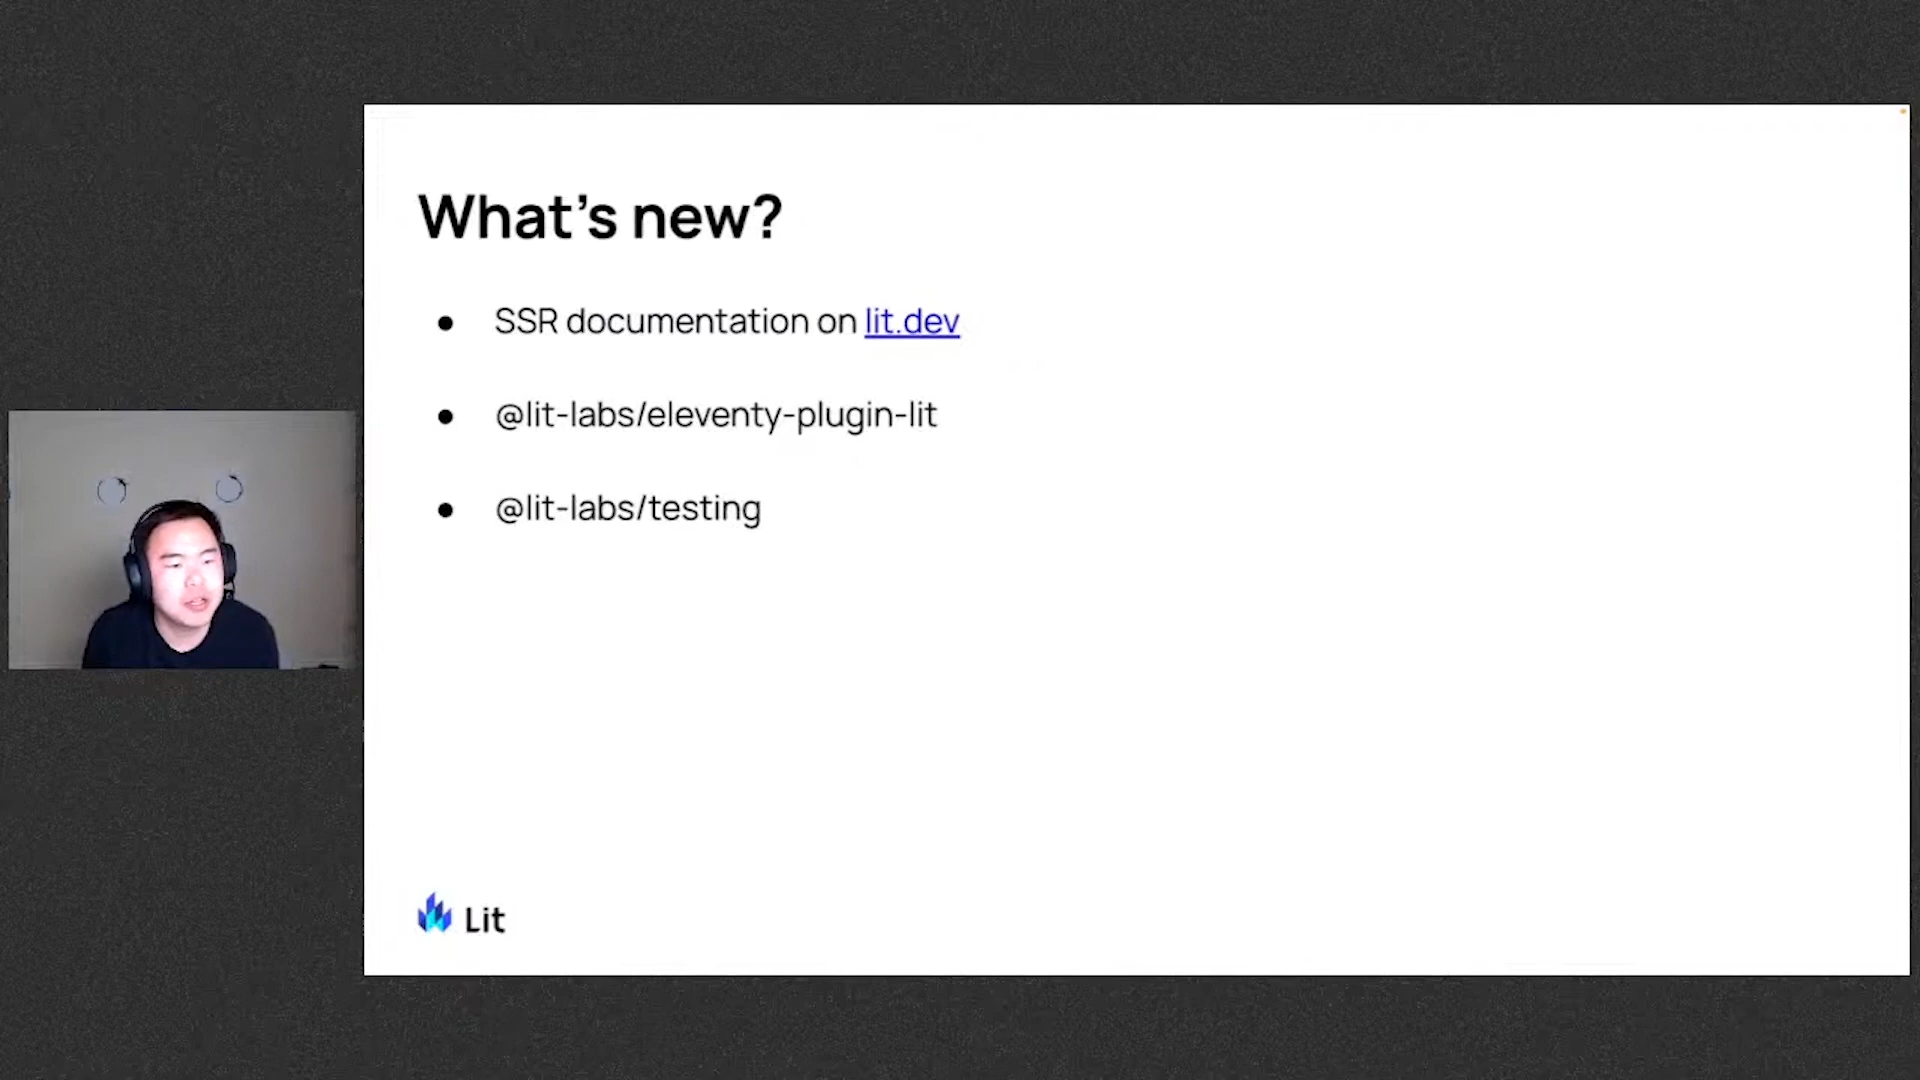 What’s new?
● SSR documentation on lit.dev
● @lit-labs/eleventy-plugin-lit
● @lit-labs/testing
Lit